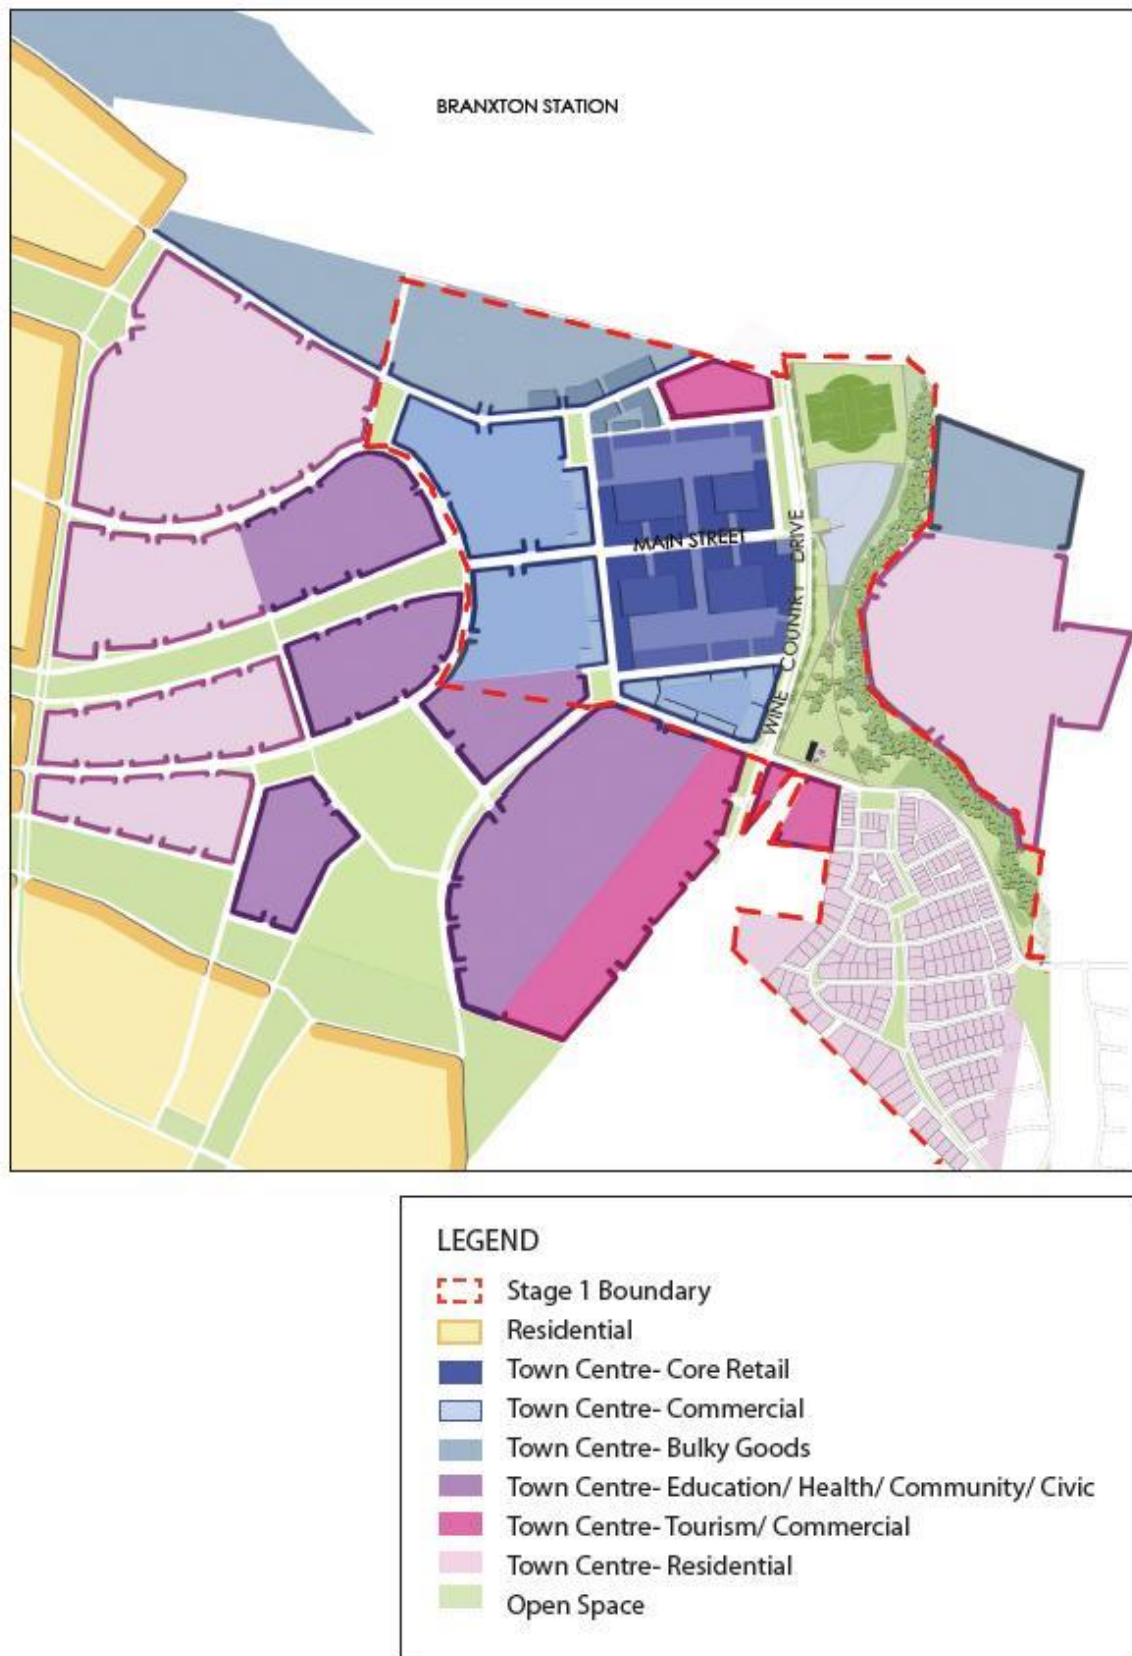 BRANXTON STATION
MAIN STREET
WINE COUNTRY DRIVE
LEGEND
Stage 1 Boundary
Residential
Town Centre- Core Retail
Town Centre- Commercial
Town Centre- Bulky Goods
Town Centre- Education/ Health/ Community/ Civic
Town Centre- Tourism/ Commercial
Town Centre- Residential
Open Space